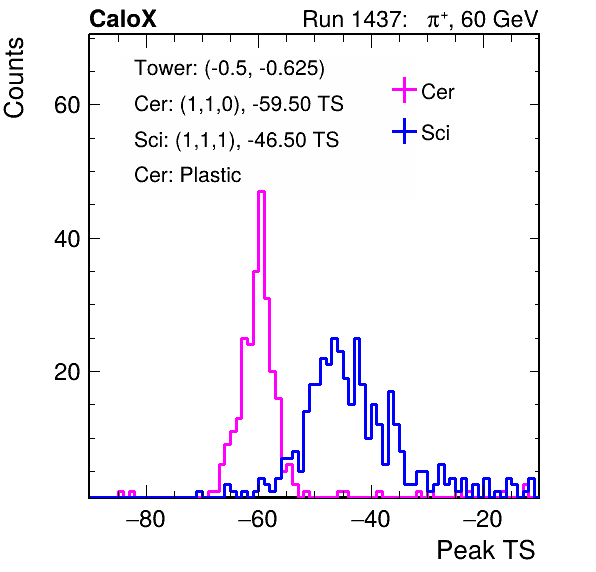 CaloX Run 1437: π⁺, 60 GeV
Counts
Tower: (-0.5, -0.625)
Cer: (1,1,0), -59.50 TS
Sci: (1,1,1), -46.50 TS
Cer: Plastic
Cer
Sci
60
40
20
−80 −60 −40 −20
Peak TS